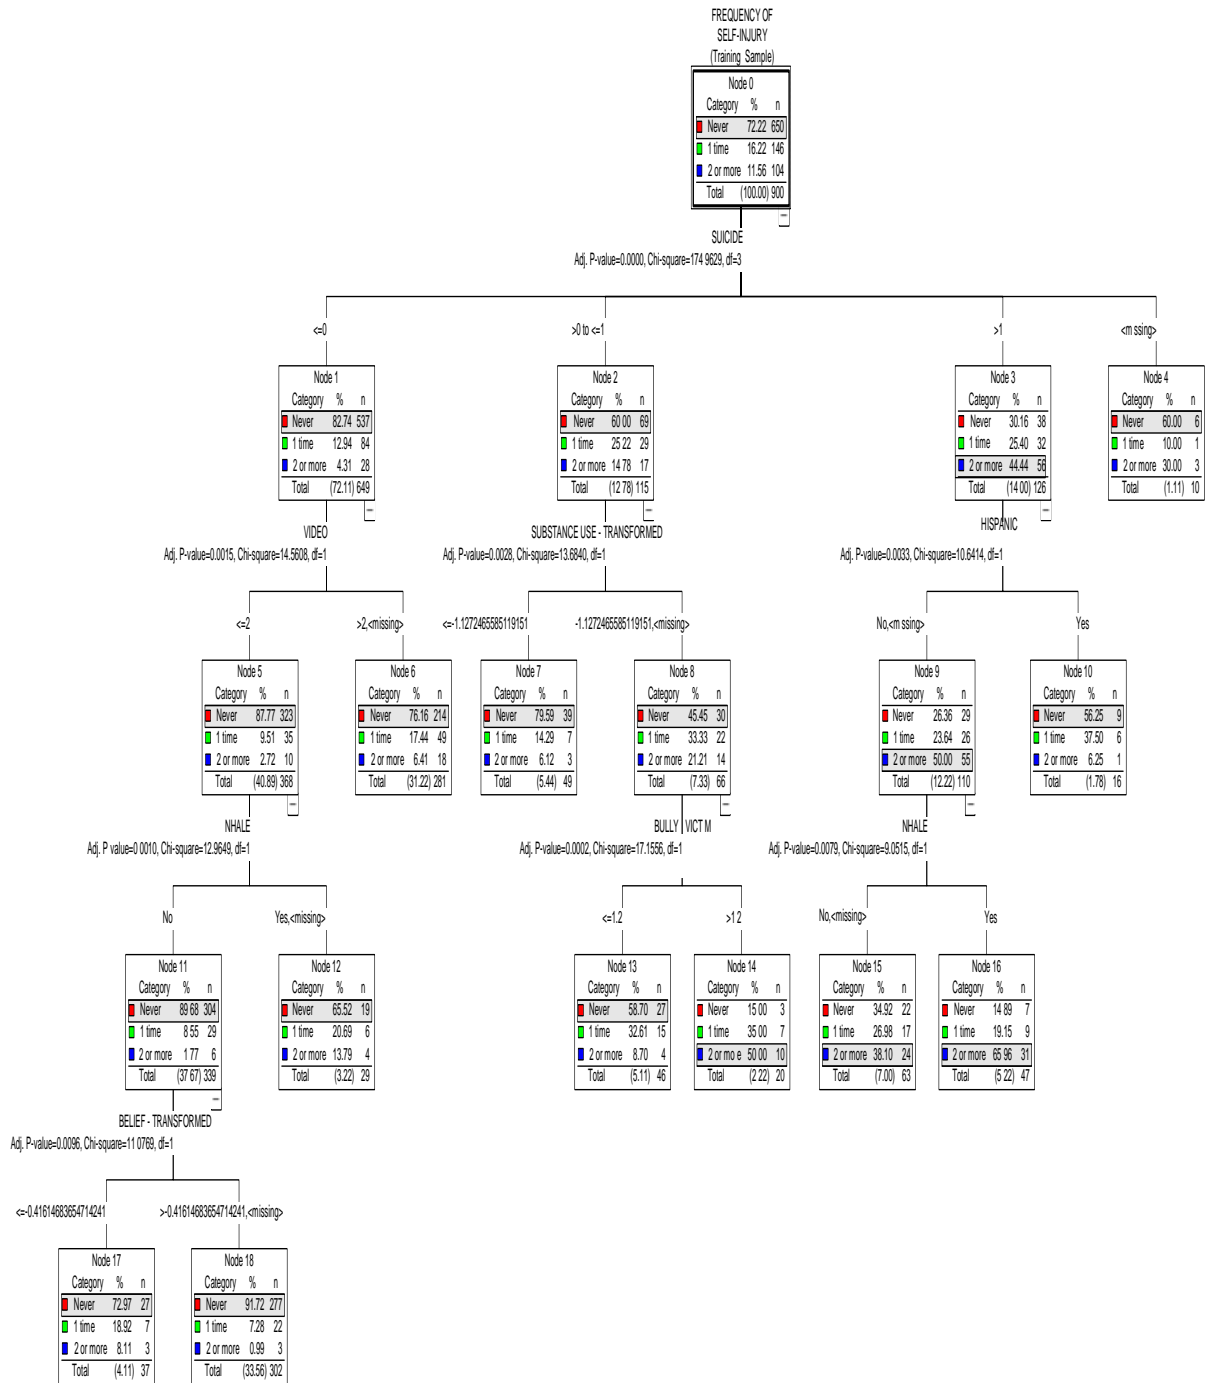 FREQUENCY OF
SELF-INJURY
(Training Sample)
Node 0
Category % n
Never 72.22 650
1 time 16.22 146
2 or more 11.56 104
Total (100.00) 900
SUICIDE
Adj. P-value=0.0000, Chi-square=174 9629, df=3
<=0
>0 to <=1
>1
<m ssing>
Node 1
Category % n
Never 82.74 537
1 time 12.94 84
2 or more 4.31 28
Total (72.11) 649
Node 2
Category % n
Never 60 00 69
1 time 25 22 29
2 or more 14 78 17
Total (12 78) 115
Node 3
Category % n
Never 30.16 38
1 time 25.40 32
2 or more 44.44 56
Total (14 00) 126
Node 4
Category % n
Never 60.00 6
1 time 10.00 1
2 or more 30.00 3
Total (1.11) 10
VIDEO
Adj. P-value=0.0015, Chi-square=14.5608, df=1
SUBSTANCE USE - TRANSFORMED
Adj. P-value=0.0028, Chi-square=13.6840, df=1
HISPANIC
Adj. P-value=0.0033, Chi-square=10.6414, df=1
<=2
>2,<missing>
<=-1.1272465585119151
-1.1272465585119151,<missing>
No,<m ssing>
Yes
Node 5
Category % n
Never 87.77 323
1 time 9.51 35
2 or more 2.72 10
Total (40.89) 368
Node 6
Category % n
Never 76.16 214
1 time 17.44 49
2 or more 6.41 18
Total (31.22) 281
Node 7
Category % n
Never 79.59 39
1 time 14.29 7
2 or more 6.12 3
Total (5.44) 49
Node 8
Category % n
Never 45.45 30
1 time 33.33 22
2 or more 21.21 14
Total (7.33) 66
Node 9
Category % n
Never 26.36 29
1 time 23.64 26
2 or more 50.00 55
Total (12.22) 110
Node 10
Category % n
Never 56.25 9
1 time 37.50 6
2 or more 6.25 1
Total (1.78) 16
NHALE
Adj. P value=0 0010, Chi-square=12.9649, df=1
BULLY VICT M
Adj. P-value=0.0002, Chi-square=17.1556, df=1
NHALE
Adj. P-value=0.0079, Chi-square=9.0515, df=1
No
Yes,<missing>
<=1.2
>1 2
No,<missing>
Yes
Node 11
Category % n
Never 89 68 304
1 time 8 55 29
2 or more 1 77 6
Total (37 67) 339
Node 12
Category % n
Never 65.52 19
1 time 20.69 6
2 or more 13.79 4
Total (3.22) 29
Node 13
Category % n
Never 58.70 27
1 time 32.61 15
2 or more 8.70 4
Total (5.11) 46
Node 14
Category % n
Never 15 00 3
1 time 35 00 7
2 or mo e 50 00 10
Total (2 22) 20
Node 15
Category % n
Never 34.92 22
1 time 26.98 17
2 or more 38.10 24
Total (7.00) 63
Node 16
Category % n
Never 14 89 7
1 time 19.15 9
2 or more 65 96 31
Total (5 22) 47
BELIEF - TRANSFORMED
Adj. P-value=0.0096, Chi-square=11 0769, df=1
<=-0.41614683654714241
>-0.41614683654714241,<missing>
Node 17
Category % n
Never 72.97 27
1 time 18.92 7
2 or more 8.11 3
Total (4.11) 37
Node 18
Category % n
Never 91.72 277
1 time 7.28 22
2 or more 0.99 3
Total (33.56) 302